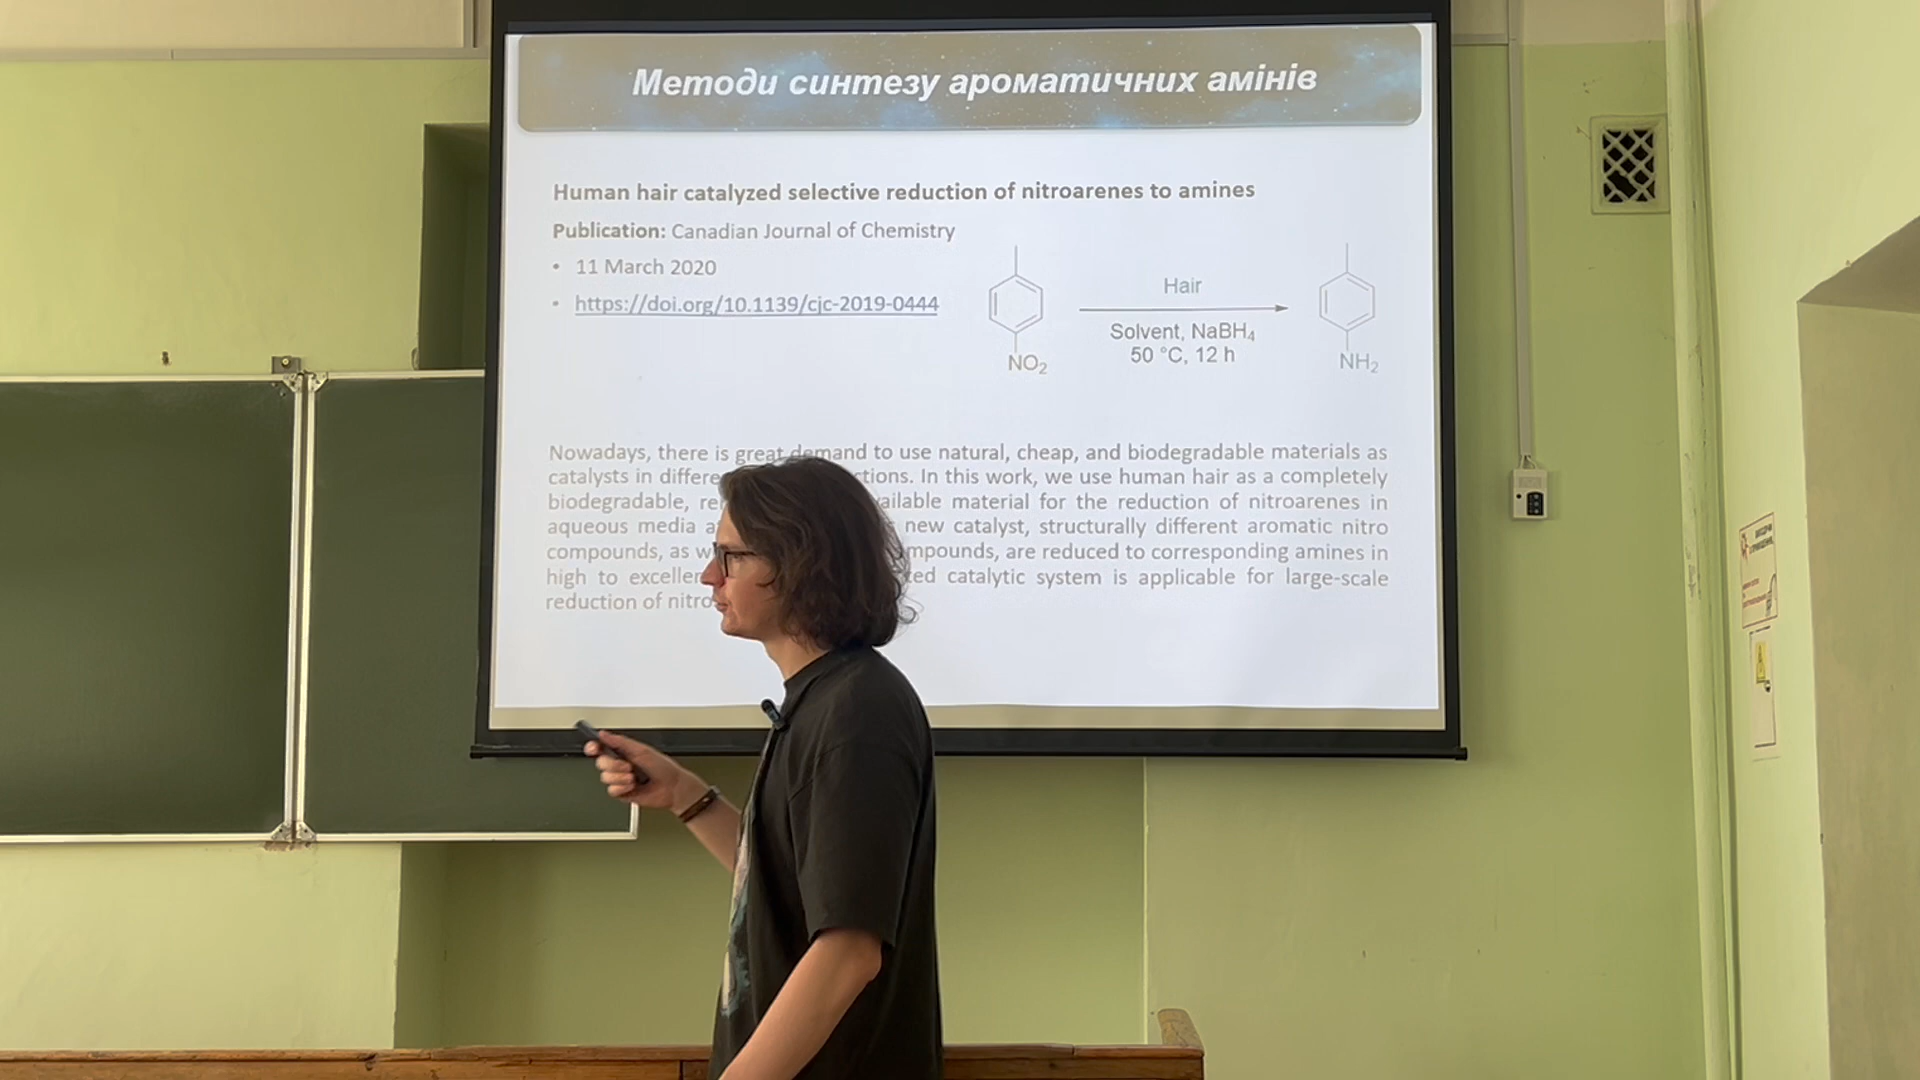 Методи синтезу ароматичних амінів
Human hair catalyzed selective reduction of nitroarenes to amines
Publication: Canadian Journal of Chemistry
• 11 March 2020
• https://doi.org/10.1139/cjc-2019-0444
Hair
Solvent, NaBH4
50 °C, 12 h
NO2
NH2
Nowadays, there is great demand to use natural, cheap, and biodegradable materials as
catalysts in differe tions. In this work, we use human hair as a completely
biodegradable, re ailable material for the reduction of nitroarenes in
aqueous media a new catalyst, structurally different aromatic nitro
compounds, as w mpounds, are reduced to corresponding amines in
high to exceller ted catalytic system is applicable for large-scale
reduction of nitro